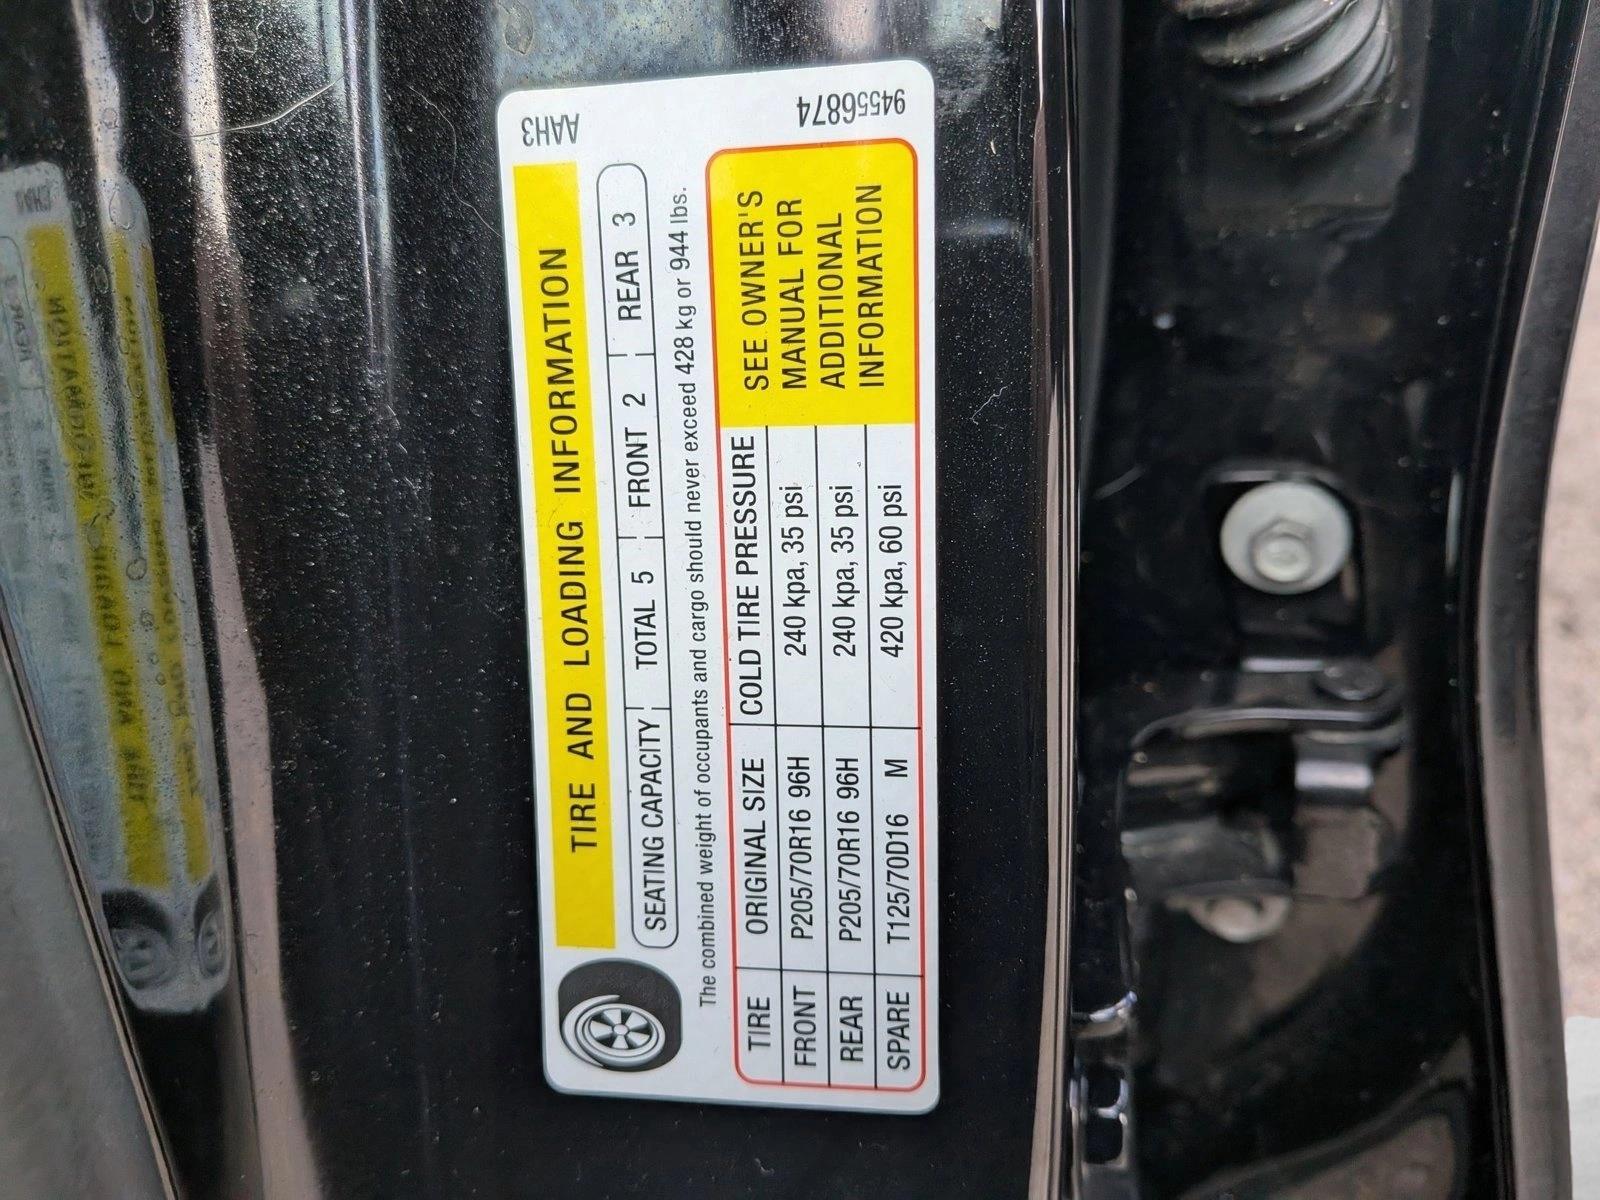 AAH3
94556874
TIRE AND LOADING INFORMATION
SEATING CAPACITY TOTAL 5 FRONT 2 REAR 3
The combined weight of occupants and cargo should never exceed 428 kg or 944 lbs.
TIRE ORIGINAL SIZE COLD TIRE PRESSURE
FRONT P205/70R16 96H 240 kpa, 35 psi
REAR P205/70R16 96H 240 kpa, 35 psi
SPARE T125/70D16 M 420 kpa, 60 psi
SEE OWNER'S
MANUAL FOR
ADDITIONAL
INFORMATION